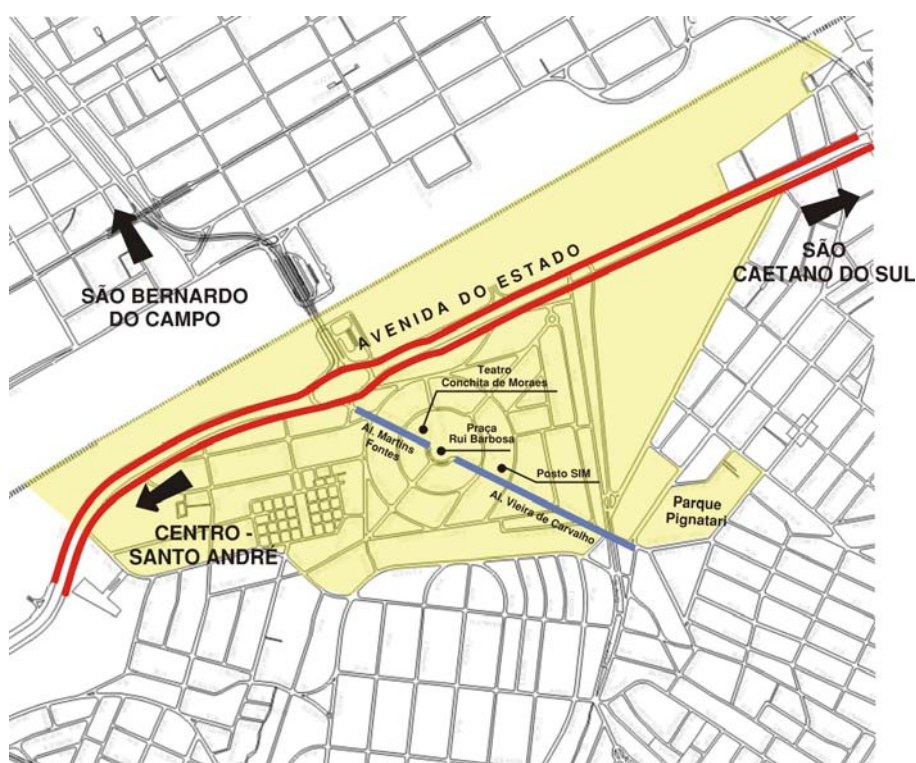 SÃO BERNARDO
DO CAMPO
AVENIDA DO ESTADO
SÃO
CAETANO DO SUL
Teatro
Conchita de Moraes
Praça
Rui Barbosa
Al. Martins
Fontes
Posto SIM
Al. Vieira de Carvalho
Parque
Pignatari
CENTRO -
SANTO ANDRÉ